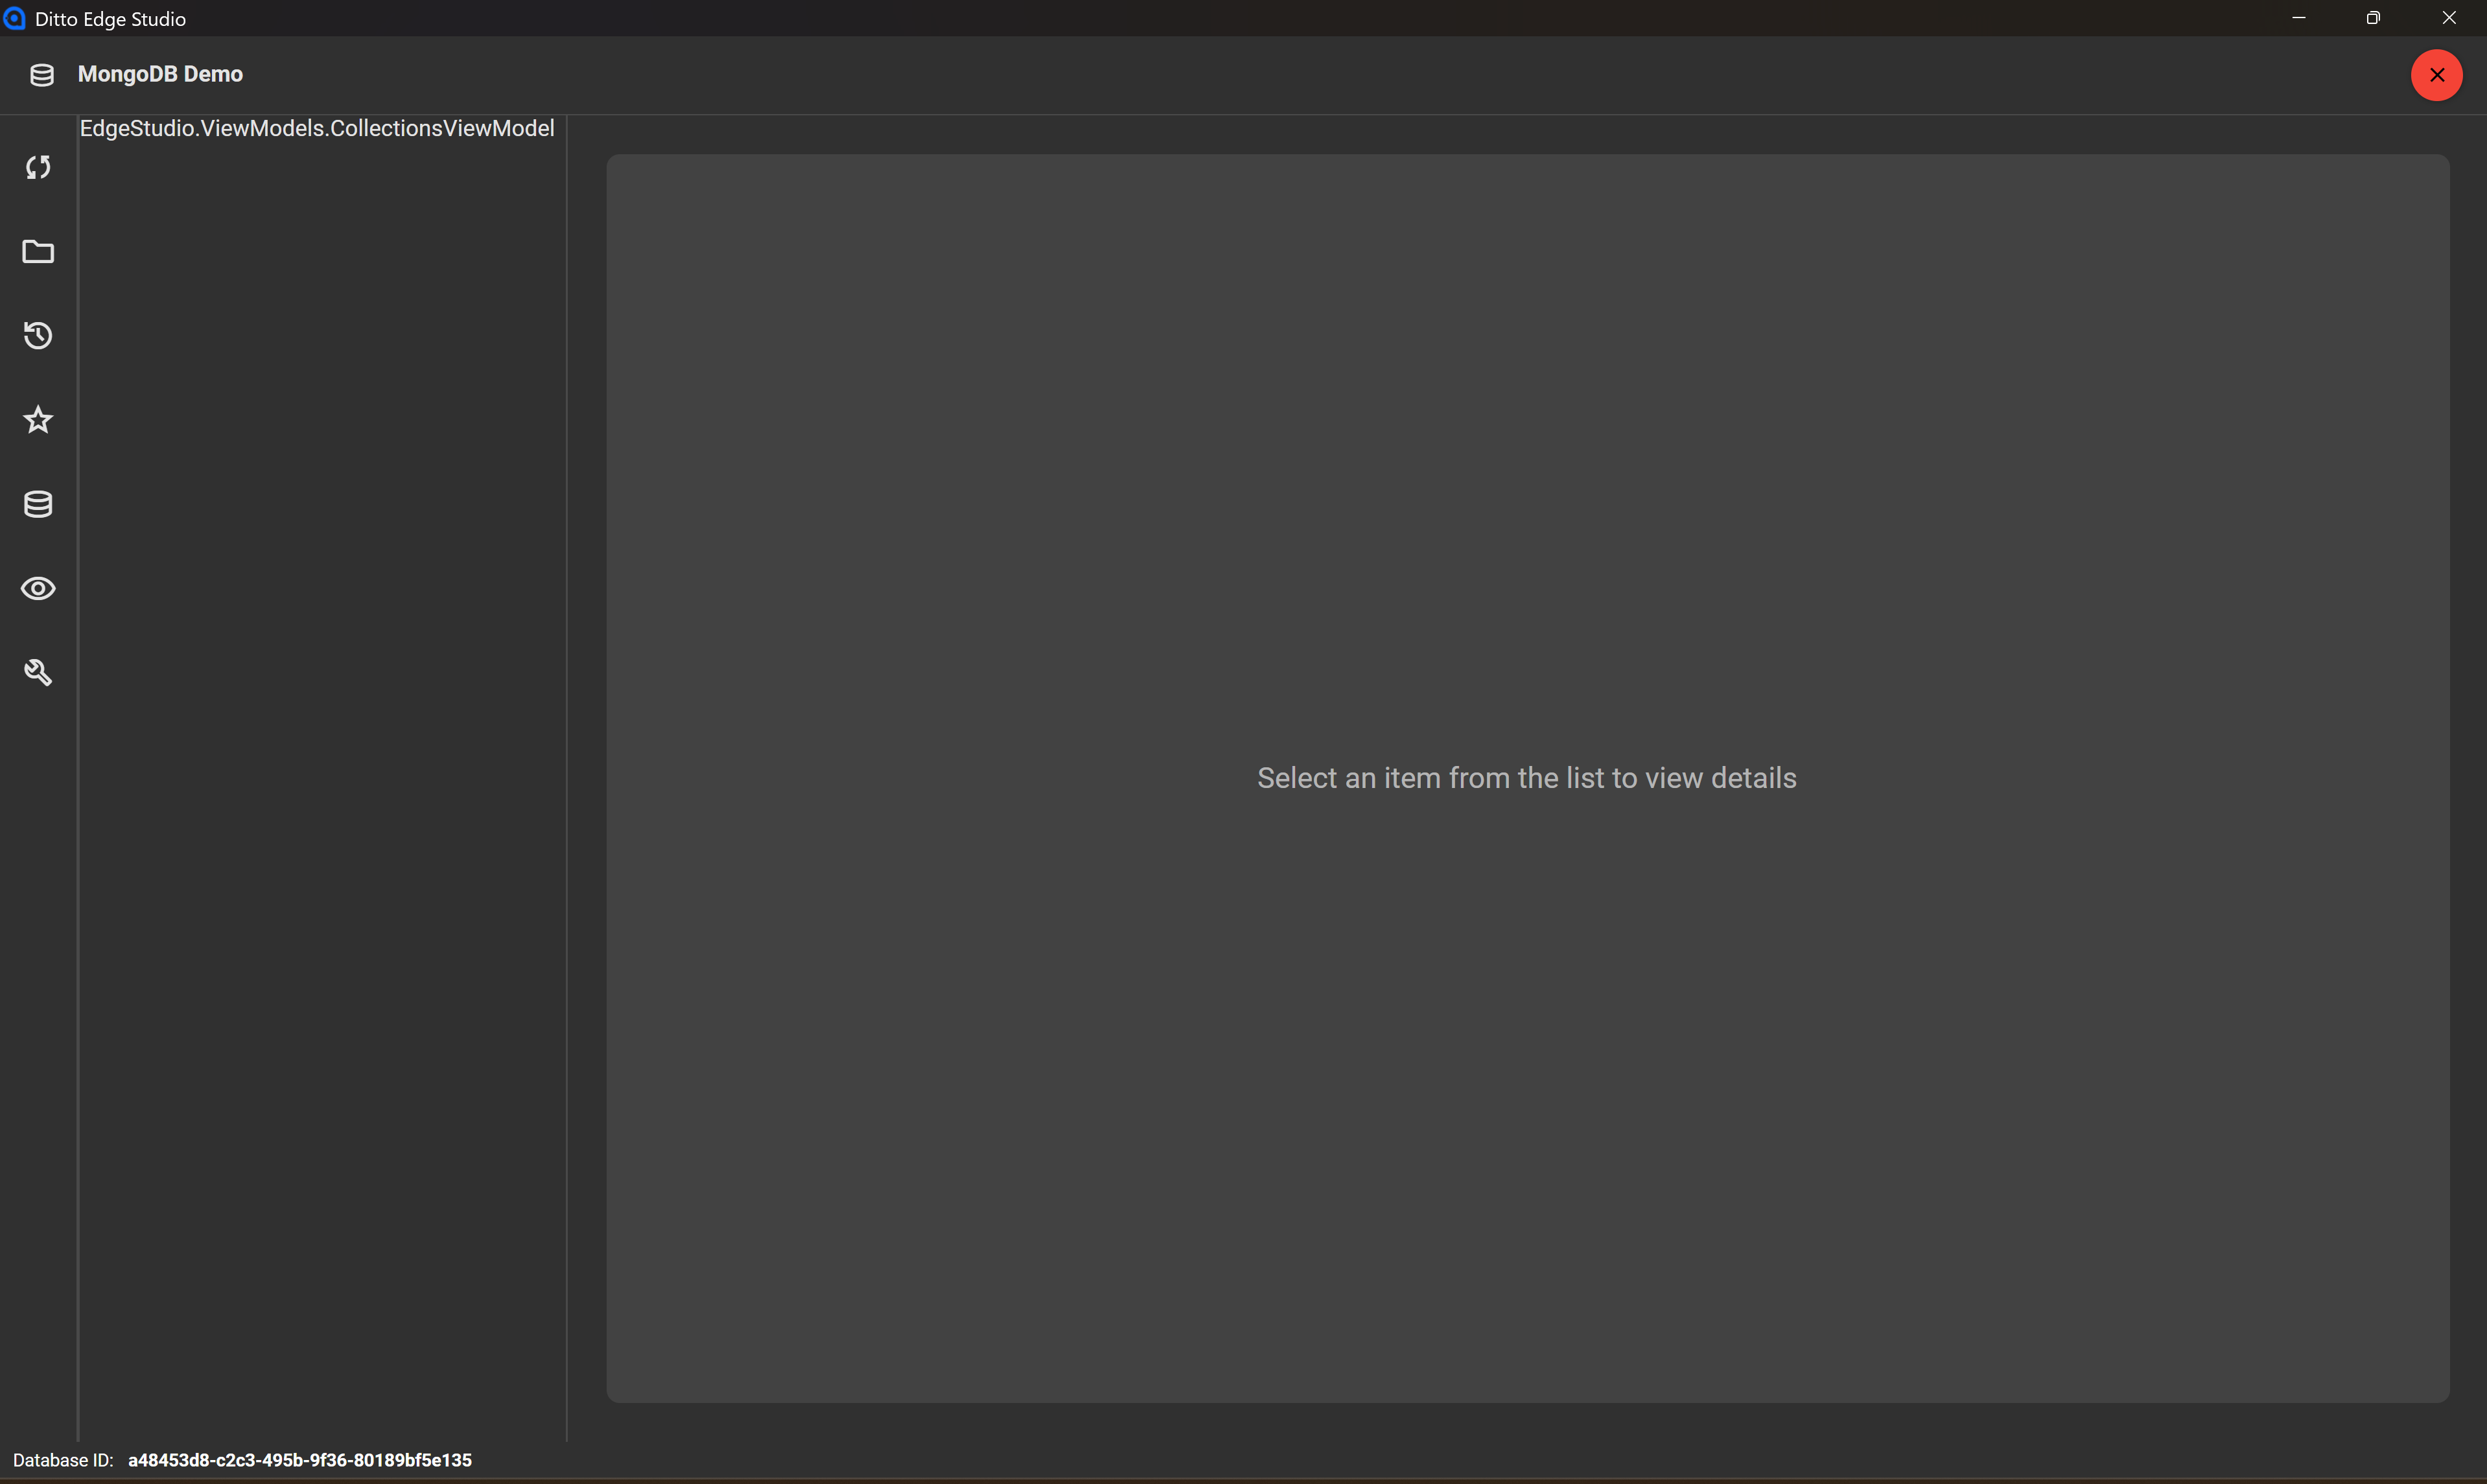 Ditto Edge Studio
MongoDB Demo
EdgeStudio.ViewModels.CollectionsViewModel
Select an item from the list to view details
Database ID: a48453d8-c2c3-495b-9f36-80189bf5e135